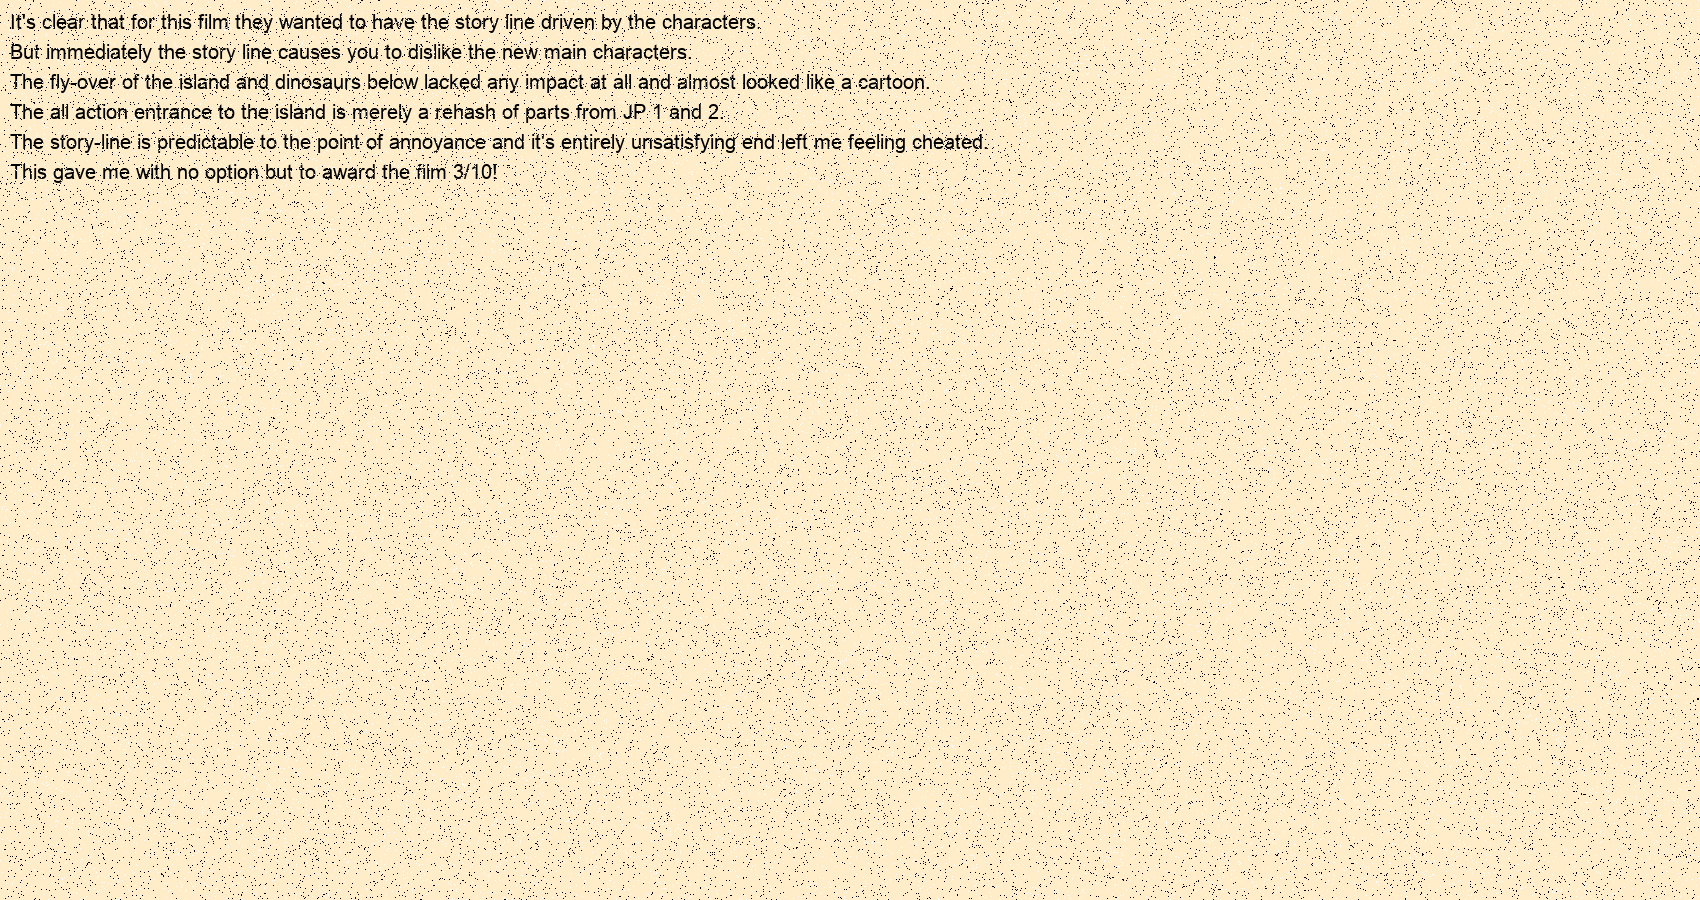 It's clear that for this film they wanted to have the story line driven by the characters.
But immediately the story line causes you to dislike the new main characters.
The fly-over of the island and dinosaurs below lacked any impact at all and almost looked like a cartoon.
The all action entrance to the island is merely a rehash of parts from JP 1 and 2.
The story-line is predictable to the point of annoyance and it's entirely unsatisfying end left me feeling cheated.
This gave me with no option but to award the film 3/10!